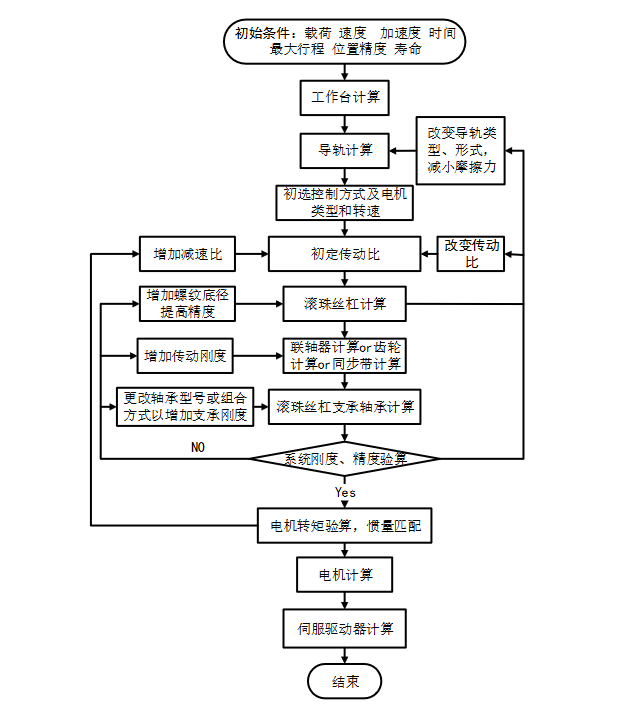 初始条件：载荷 速度 加速度 时间
最大行程 位置精度 寿命
工作台计算
导轨计算
改变导轨类
型、形式，
减小摩擦力
初选控制方式及电机
类型和转速
增加减速比
初定传动比
改变传动
比
增加螺纹底径
提高精度
滚珠丝杠计算
增加传动刚度
联轴器计算or齿轮
计算or同步带计算
更改轴承型号或组合
方式以增加支承刚度
滚珠丝杠支承轴承计算
NO
系统刚度、精度验算
Yes
电机转矩验算，惯量匹配
电机计算
伺服驱动器计算
结束